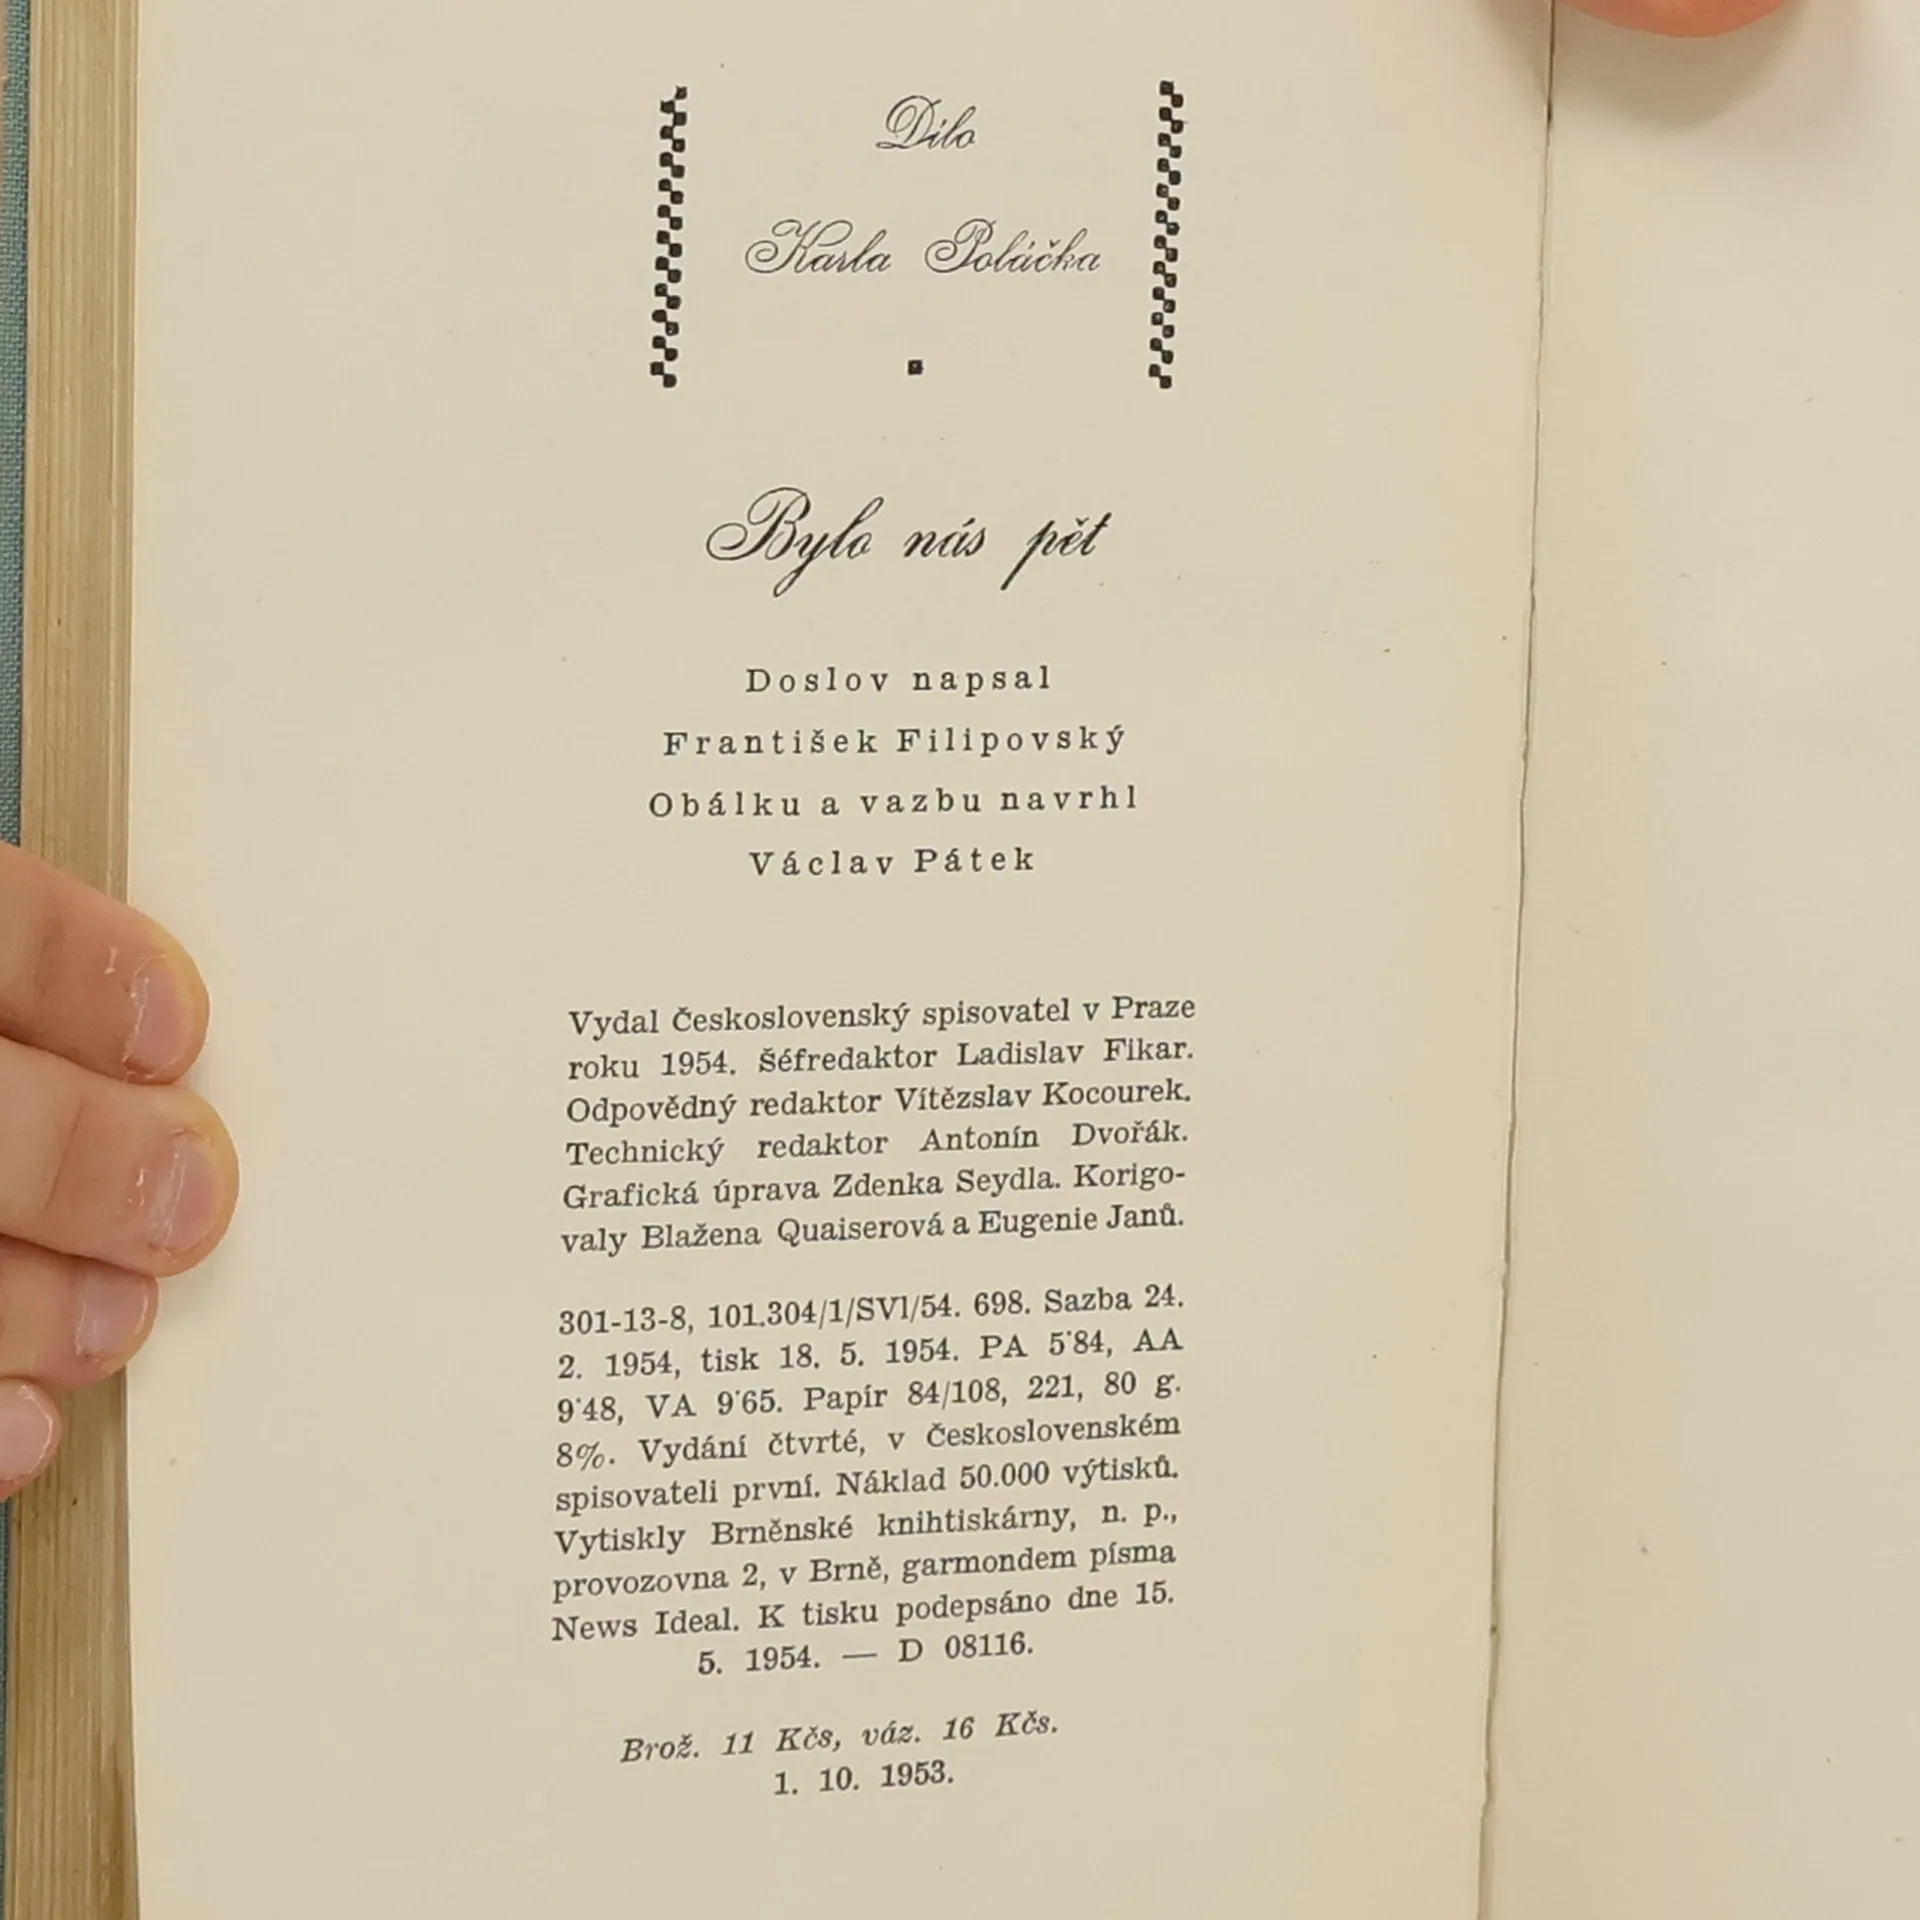 Dílo
Karla Poláčka
Bylo nás pět
Doslov napsal
František Filipovský
Obálku a vazbu navrhl
Václav Pátek
Vydal Československý spisovatel v Praze
roku 1954. Šéfredaktor Ladislav Fikar.
Odpovědný redaktor Vítězslav Kocourek.
Technický redaktor Antonín Dvořák.
Grafická úprava Zdenka Seydla. Korigo-
valy Blažena Quaiserová a Eugenie Janů.
301-13-8, 101.304/1/SVl/54. 698. Sazba 24.
2. 1954, tisk 18. 5. 1954. PA 5˙84, AA
9˙48, VA 9˙65. Papír 84/108, 221, 80 g.
8%. Vydání čtvrté, v Československém
spisovateli první. Náklad 50.000 výtisků.
Vytiskly Brněnské knihtiskárny, n. p.,
provozovna 2, v Brně, garmondem písma
News Ideal. K tisku podepsáno dne 15.
5. 1954. — D 08116.
Brož. 11 Kčs, váz. 16 Kčs.
1. 10. 1953.